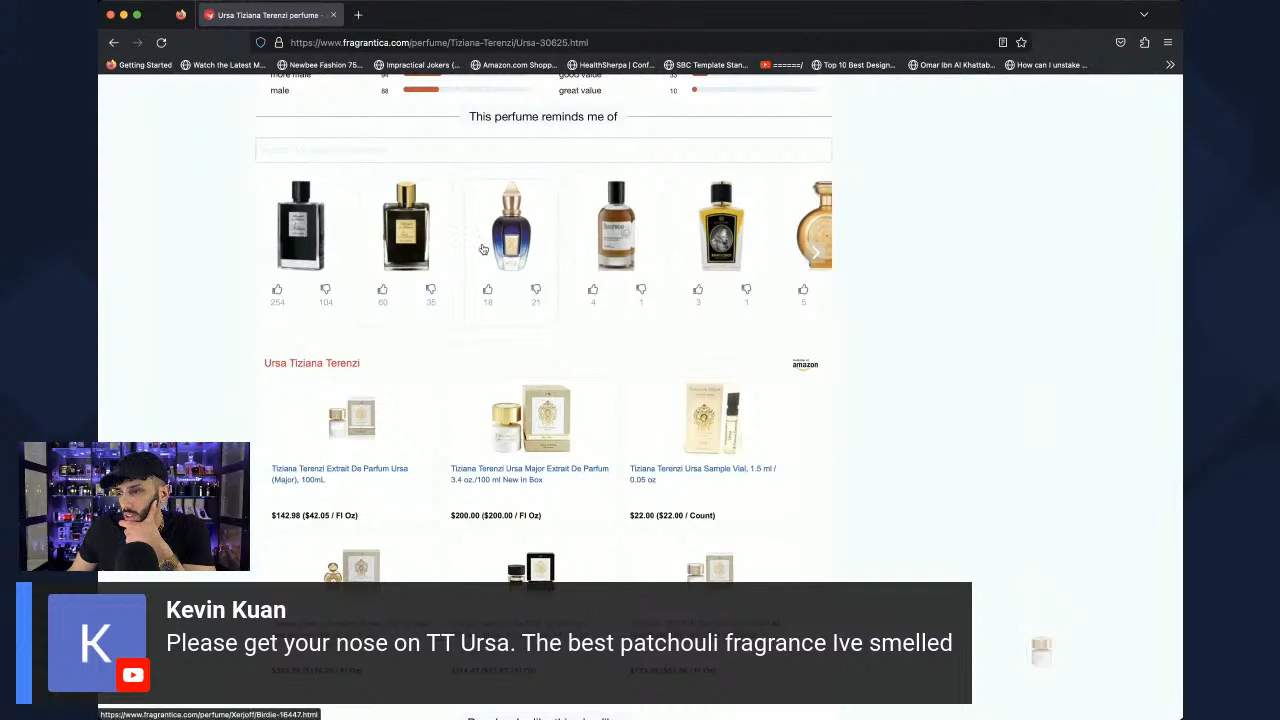 Ursa Tiziana Terenzi perfume -
https://www.fragrantica.com/perfume/Tiziana-Terenzi/Ursa-30625.html
Getting Started
Watch the Latest M...
Newbee Fashion 75...
Impractical Jokers (...
Amazon.com Shopp...
HealthSherpa | Conf...
SBC Template Stan...
======/
Top 10 Best Design...
Omar Ibn Al Khattab...
How can I unstake ...
more male 94 good value 33
male 88 great value 10
This perfume reminds me of
254 104 60 35 18 21 4 1 3 1 5
Ursa Tiziana Terenzi
amazon
Tiziana Terenzi Extrait De Parfum Ursa
(Major), 100mL
$142.98 ($42.05 / Fl Oz)
Tiziana Terenzi Ursa Major Extrait De Parfum
3.4 oz./100 ml New in Box
$200.00 ($200.00 / Fl Oz)
Tiziana Terenzi Ursa Sample Vial, 1.5 ml /
0.05 oz
$22.00 ($22.00 / Count)
K
Kevin Kuan
Please get your nose on TT Ursa. The best patchouli fragrance Ive smelled
https://www.fragrantica.com/perfume/Xerjoff/Birdie-16447.html